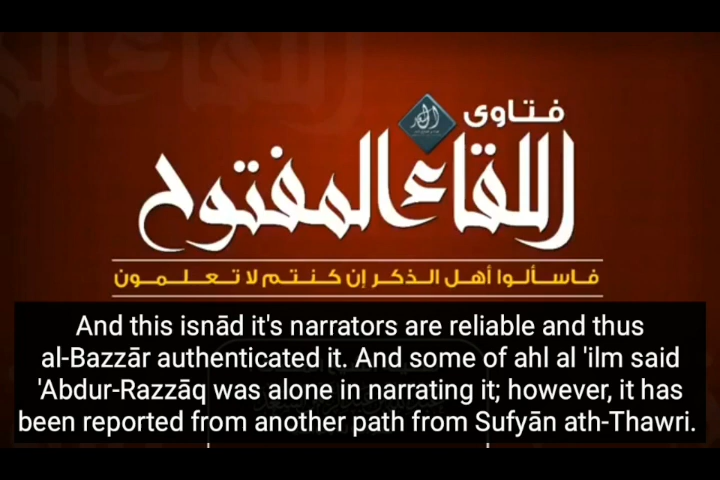 فتاوى
اللقاء المفتوح
فاسألوا أهل الذكر إن كنتم لا تعلمون
And this isnād it's narrators are reliable and thus
al-Bazzār authenticated it. And some of ahl al 'ilm said
'Abdur-Razzāq was alone in narrating it; however, it has
been reported from another path from Sufyān ath-Thawri.